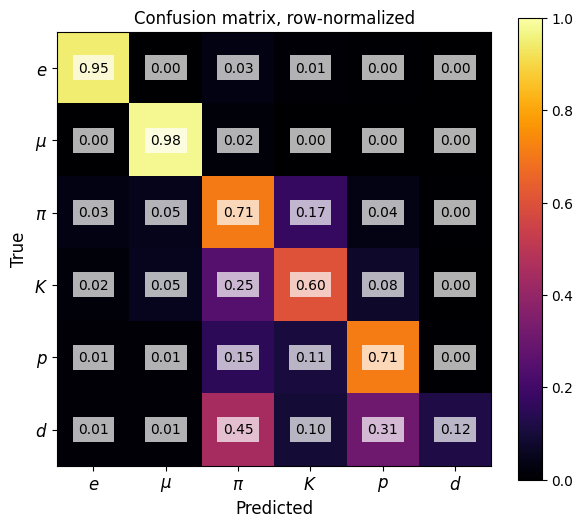 Confusion matrix, row-normalized
e 0.95 0.00 0.03 0.01 0.00 0.00
μ 0.00 0.98 0.02 0.00 0.00 0.00
π 0.03 0.05 0.71 0.17 0.04 0.00
K 0.02 0.05 0.25 0.60 0.08 0.00
p 0.01 0.01 0.15 0.11 0.71 0.00
d 0.01 0.01 0.45 0.10 0.31 0.12
e μ π K p d
True
Predicted
1.0
0.8
0.6
0.4
0.2
0.0